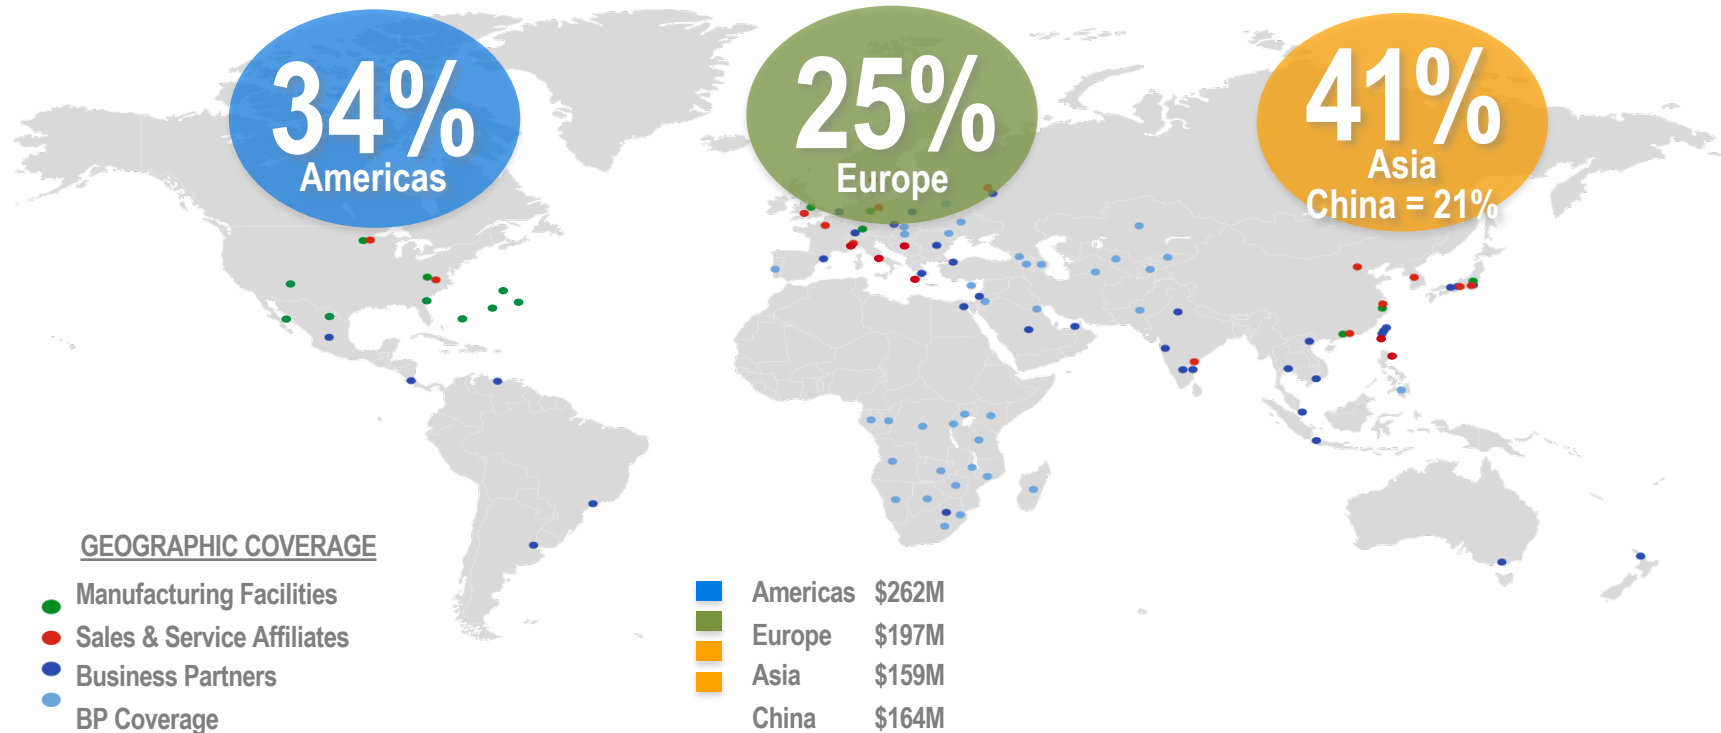 34%
Americas
25%
Europe
41%
Asia
China = 21%
GEOGRAPHIC COVERAGE
Manufacturing Facilities
Sales & Service Affiliates
Business Partners
BP Coverage
Americas $262M
Europe $197M
Asia $159M
China $164M